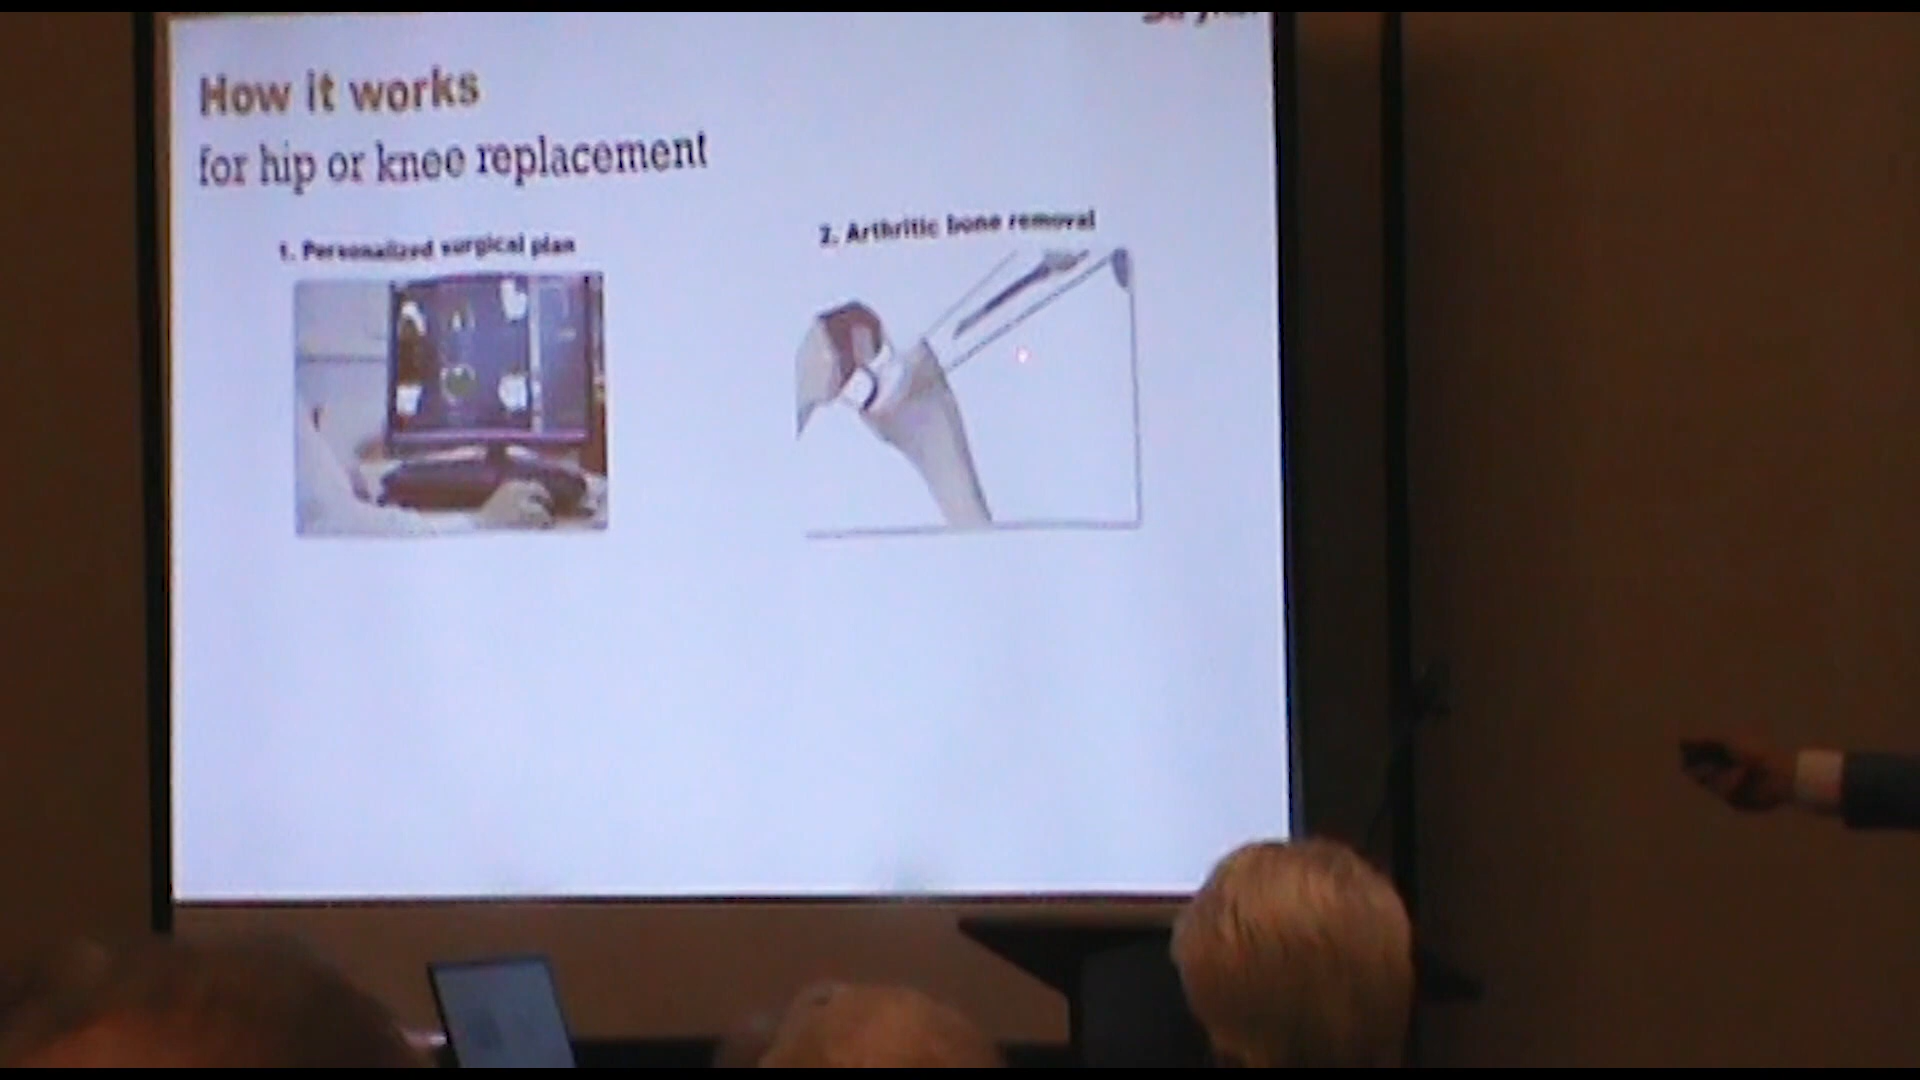 How it works
for hip or knee replacement
1. Personalized surgical plan
2. Arthritic bone removal